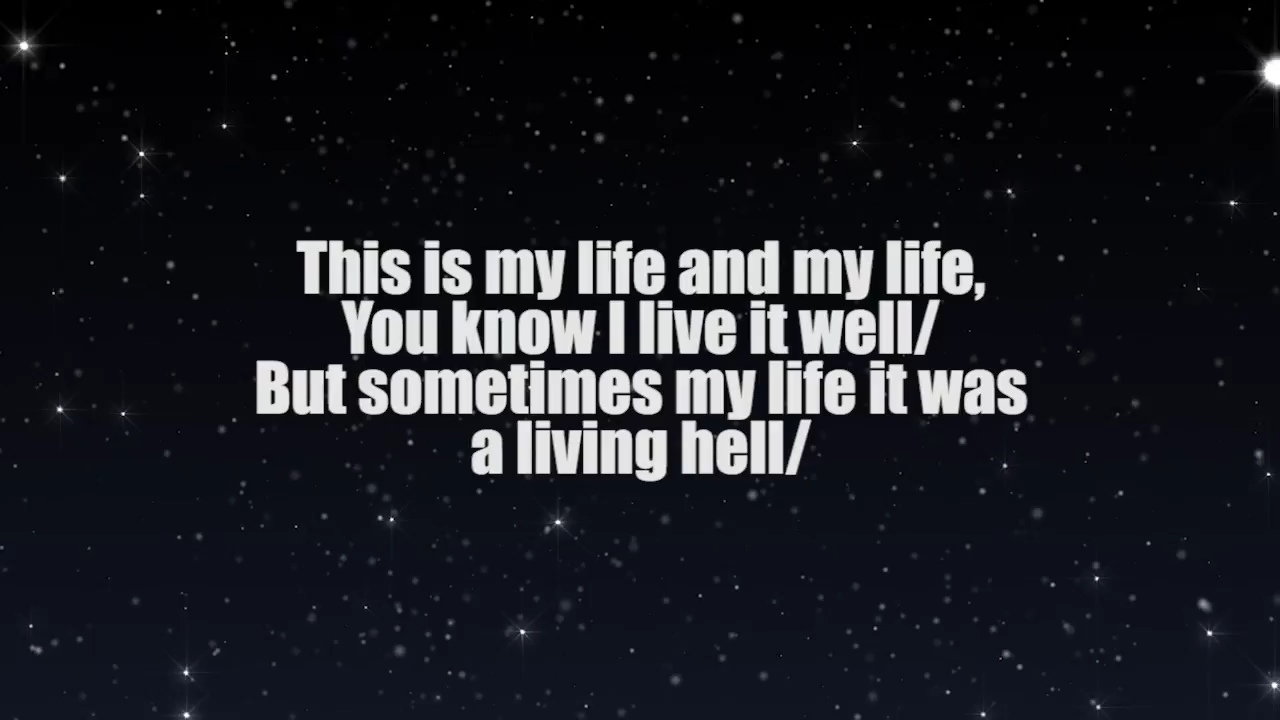 This is my life and my life,
You know I live it well/
But sometimes my life it was
a living hell/